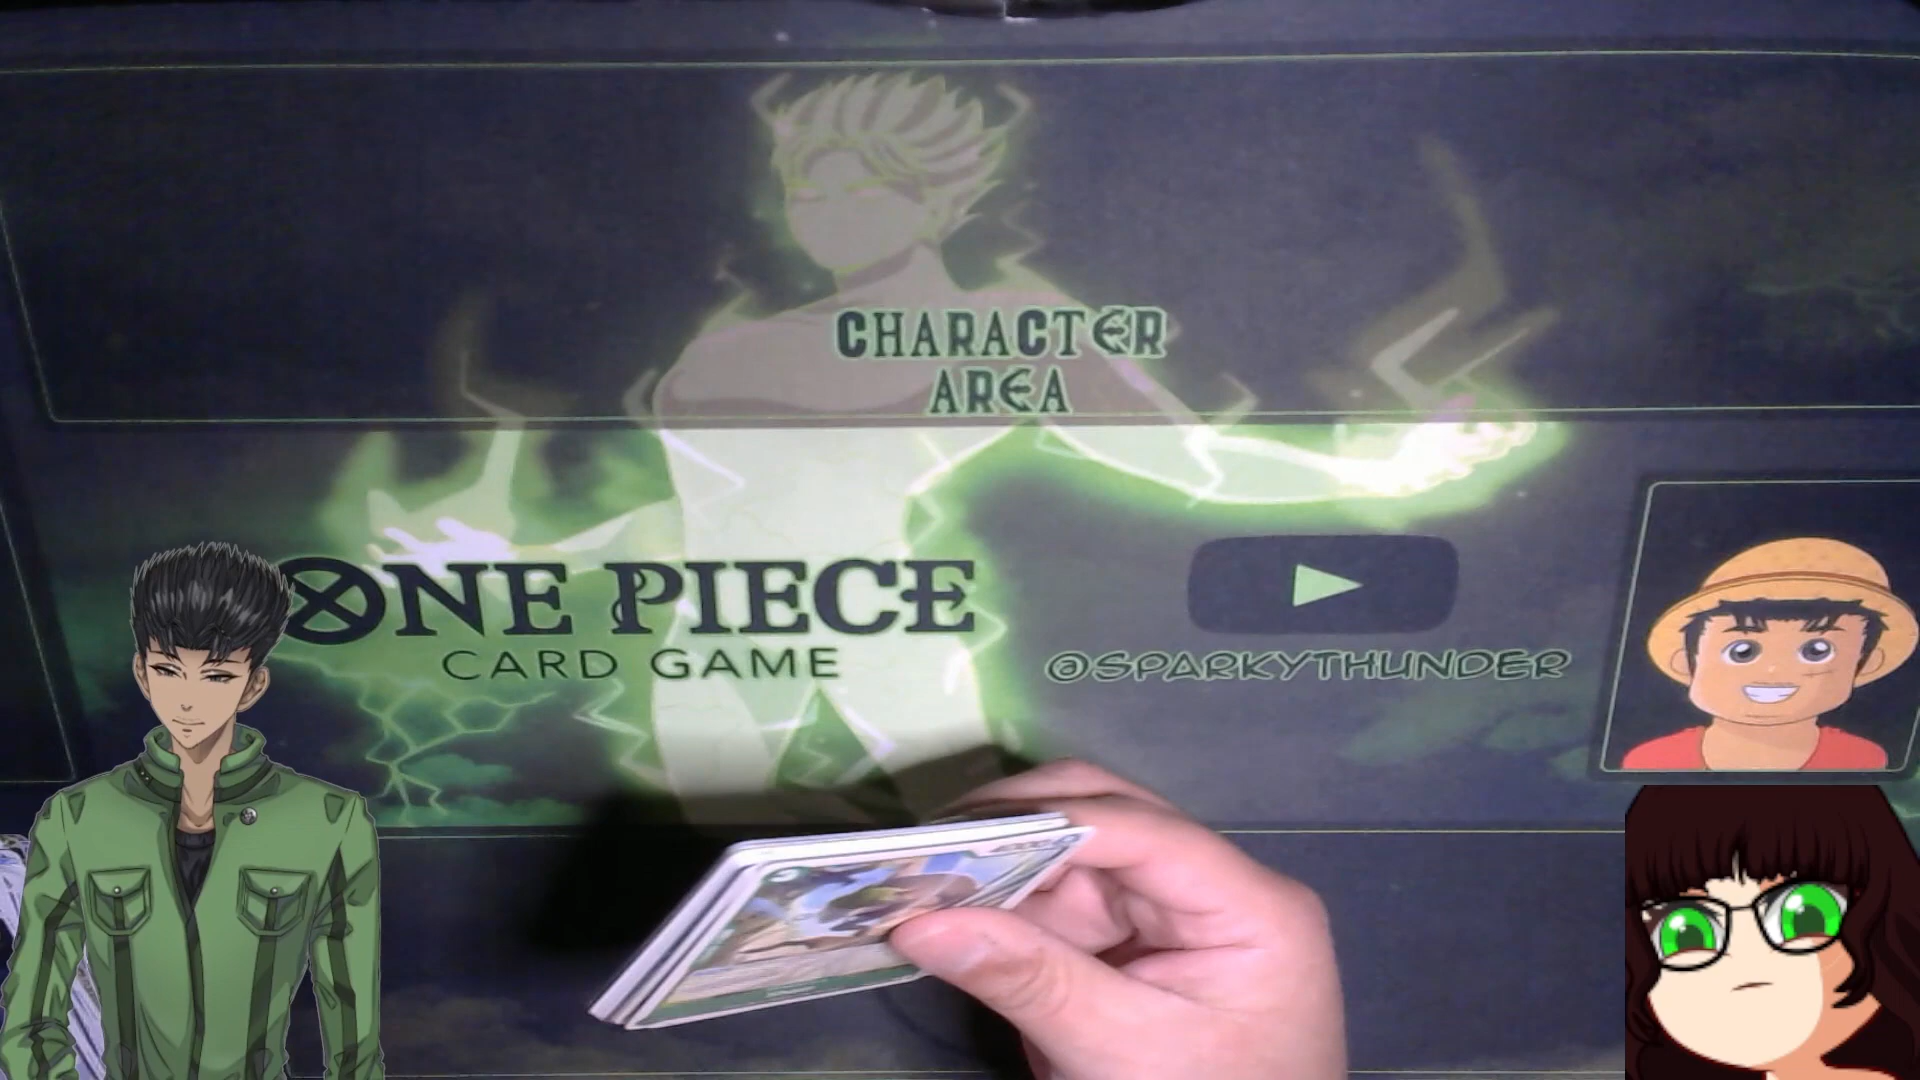 CHARACTER
AREA
ONE PIECE
CARD GAME
@SPARKYTHUNDER